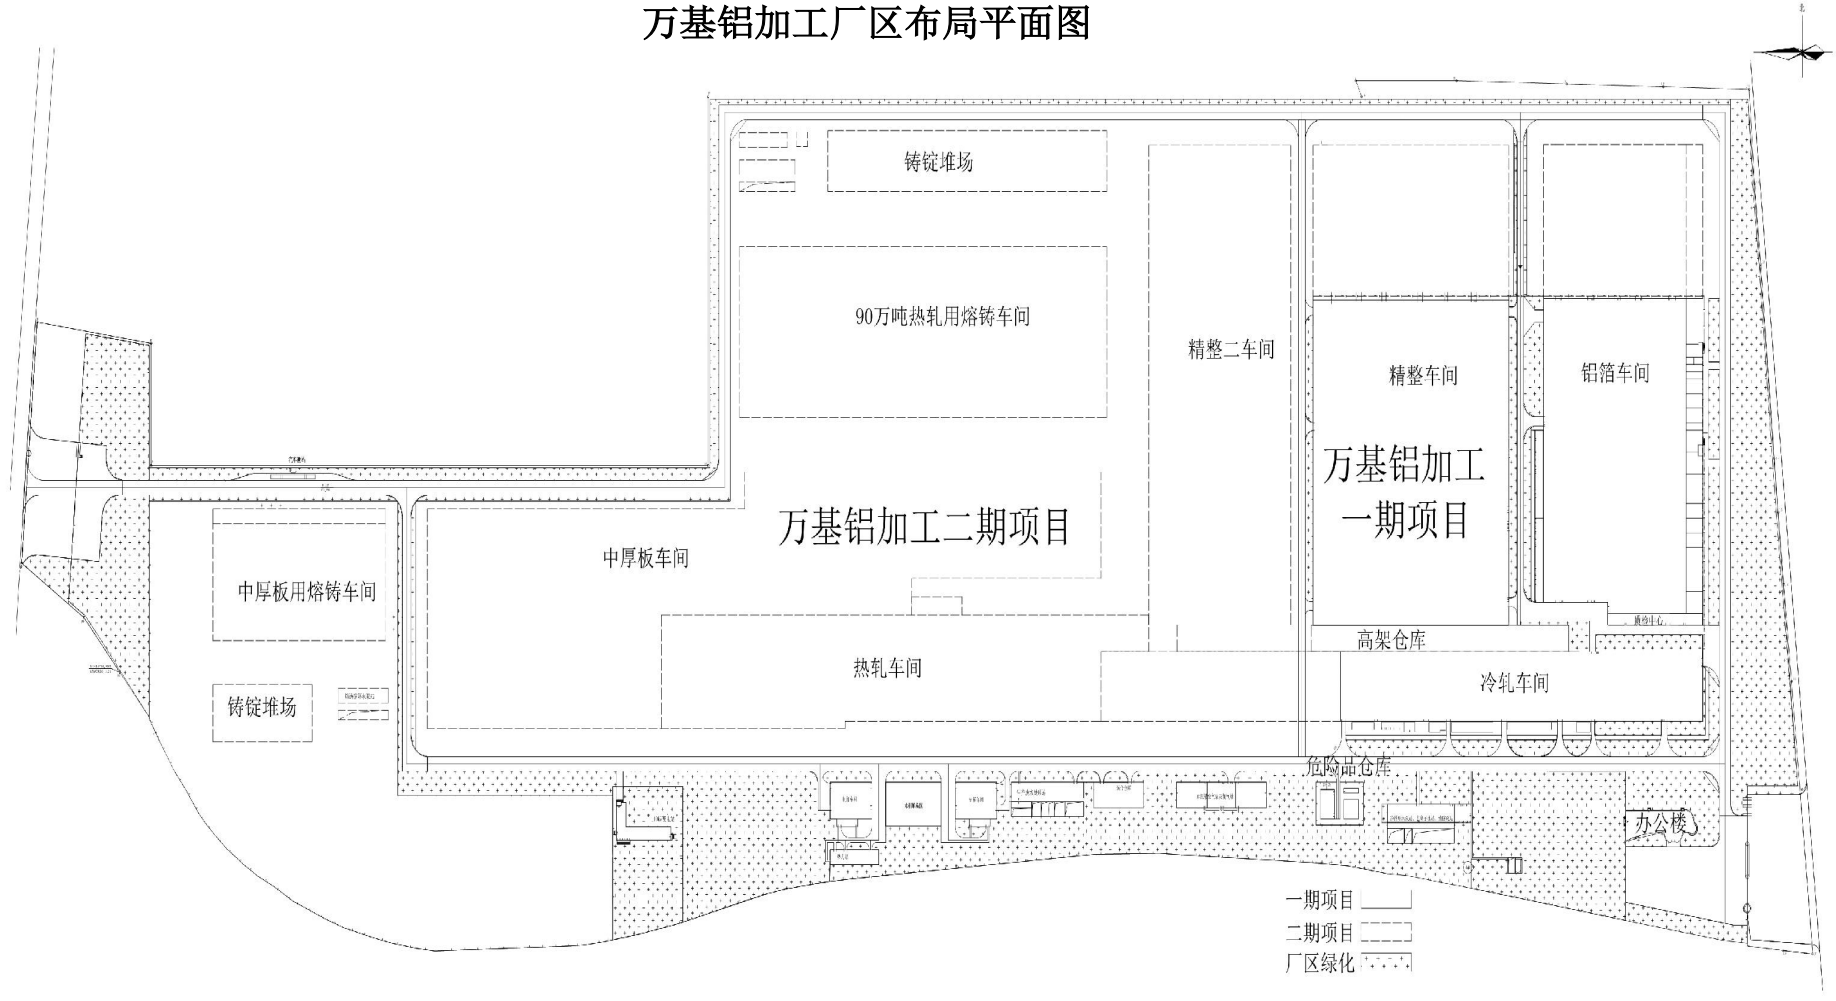 万基铝加工厂区布局平面图
北
铸锭堆场
90万吨热轧用熔铸车间
精整二车间
精整车间
铝箔车间
万基铝加工
一期项目
万基铝加工二期项目
中厚板车间
中厚板用熔铸车间
质检中心
高架仓库
热轧车间
冷轧车间
铸锭堆场
危险品仓库
办公楼
一期项目
二期项目
厂区绿化